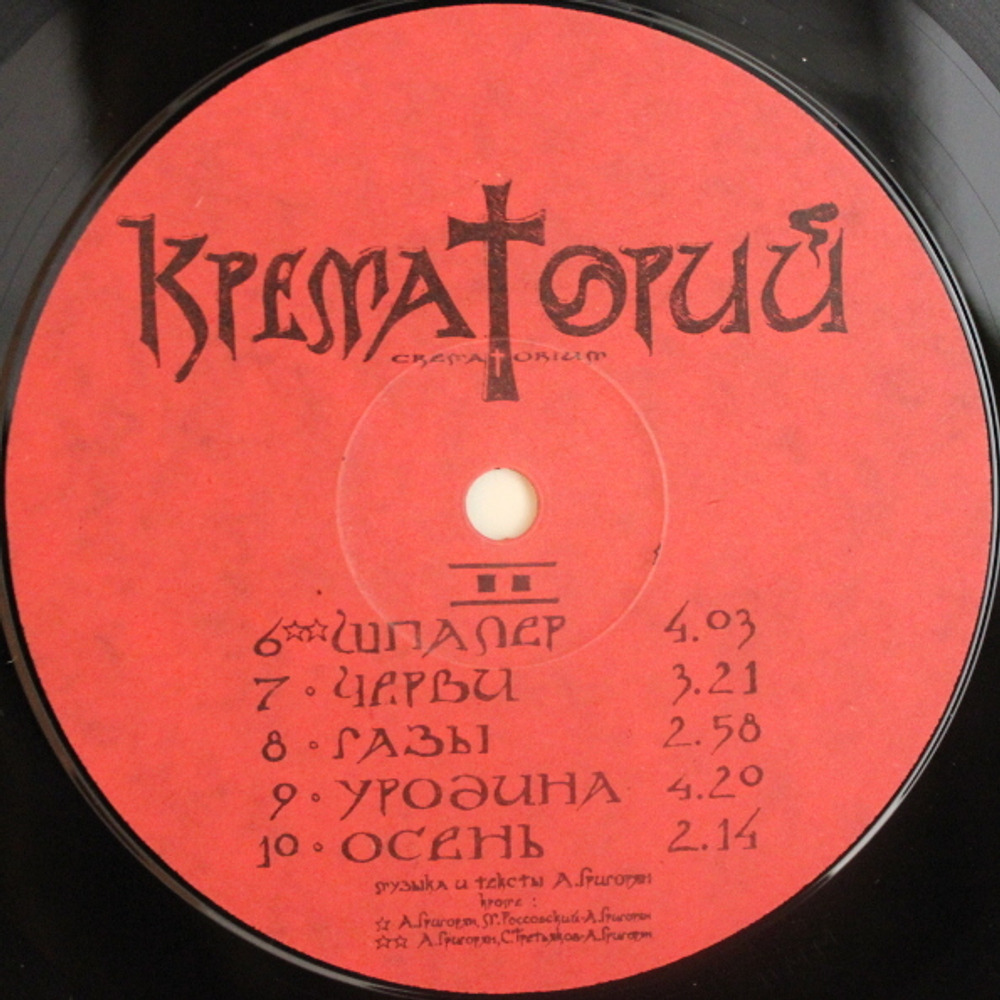 КРЕМАТОРИЙ
CREMATORIUM
II
6☆☆ШПАЛЕР 4.03
7 • ЧЕРВИ 3.21
8 • ГАЗЫ 2.58
9 • УРОДИНА 4.20
10 • ОСЕНЬ 2.14
музыка и тексты А.Григорян
кроме :
☆ А.Григорян, М.Россовский-А.Григорян
☆☆ А.Григорян, С.Третьяков-А.Григорян